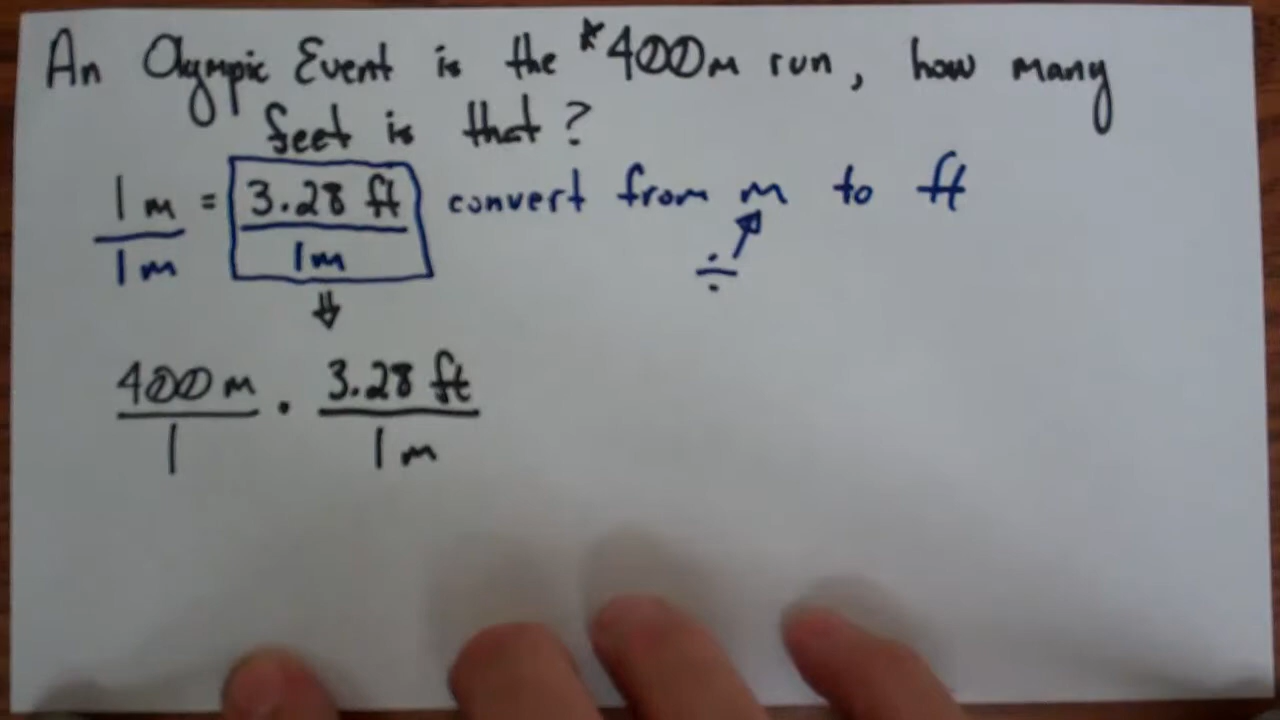 An Olympic Event is the *400m run, how many
feet is that?
1m = 3.28 ft convert from m to ft
1m 1m ÷
400 m . 3.28 ft
1 1m